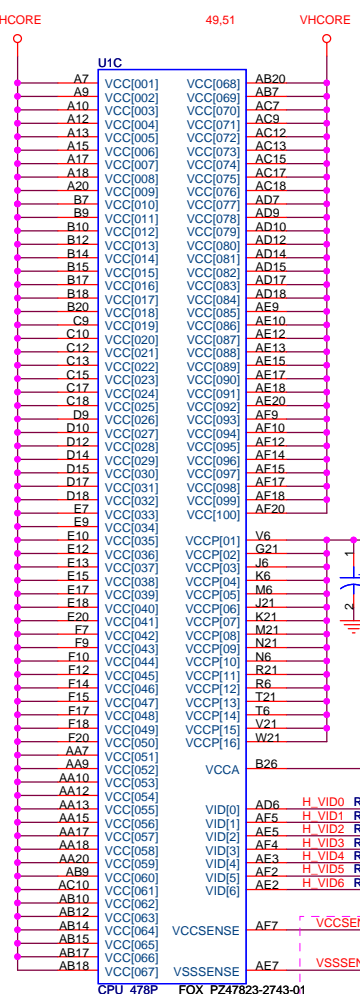 VHCORE 49,51 VHCORE
U1C
A7 VCC[001] VCC[068] AB20
A9 VCC[002] VCC[069] AB7
A10 VCC[003] VCC[070] AC7
A12 VCC[004] VCC[071] AC9
A13 VCC[005] VCC[072] AC12
A15 VCC[006] VCC[073] AC13
A17 VCC[007] VCC[074] AC15
A18 VCC[008] VCC[075] AC17
A20 VCC[009] VCC[076] AC18
B7 VCC[010] VCC[077] AD7
B9 VCC[011] VCC[078] AD9
B10 VCC[012] VCC[079] AD10
B12 VCC[013] VCC[080] AD12
B14 VCC[014] VCC[081] AD14
B15 VCC[015] VCC[082] AD15
B17 VCC[016] VCC[083] AD17
B18 VCC[017] VCC[084] AD18
B20 VCC[018] VCC[085] AE9
C9 VCC[019] VCC[086] AE10
C10 VCC[020] VCC[087] AE12
C12 VCC[021] VCC[088] AE13
C13 VCC[022] VCC[089] AE15
C15 VCC[023] VCC[090] AE17
C17 VCC[024] VCC[091] AE18
C18 VCC[025] VCC[092] AE20
D9 VCC[026] VCC[093] AF9
D10 VCC[027] VCC[094] AF10
D12 VCC[028] VCC[095] AF12
D14 VCC[029] VCC[096] AF14
D15 VCC[030] VCC[097] AF15
D17 VCC[031] VCC[098] AF17
D18 VCC[032] VCC[099] AF18
E7 VCC[033] VCC[100] AF20
E9 VCC[034]
E10 VCC[035] VCCP[01] V6
E12 VCC[036] VCCP[02] G21 1
E13 VCC[037] VCCP[03] J6
E15 VCC[038] VCCP[04] K6
E17 VCC[039] VCCP[05] M6
E18 VCC[040] VCCP[06] J21 2
E20 VCC[041] VCCP[07] K21
F7 VCC[042] VCCP[08] M21
F9 VCC[043] VCCP[09] N21
F10 VCC[044] VCCP[10] N6
F12 VCC[045] VCCP[11] R21
F14 VCC[046] VCCP[12] R6
F15 VCC[047] VCCP[13] T21
F17 VCC[048] VCCP[14] T6
F18 VCC[049] VCCP[15] V21
F20 VCC[050] VCCP[16] W21
AA7 VCC[051]
AA9 VCC[052] VCCA B26
AA10 VCC[053]
AA12 VCC[054]
AA13 VCC[055] VID[0] AD6 H_VID0 R
AA15 VCC[056] VID[1] AF5 H_VID1 R
AA17 VCC[057] VID[2] AE5 H_VID2 R
AA18 VCC[058] VID[3] AF4 H_VID3 R
AA20 VCC[059] VID[4] AE3 H_VID4 R
AB9 VCC[060] VID[5] AF2 H_VID5 R
AC10 VCC[061] VID[6] AE2 H_VID6 R
AB10 VCC[062]
AB12 VCC[063]
AB14 VCC[064] VCCSENSE AF7 VCCSEN
AB15 VCC[065]
AB17 VCC[066]
AB18 VCC[067] VSSSENSE AE7 VSSSEN
CPU_478P FOX_PZ47823-2743-01